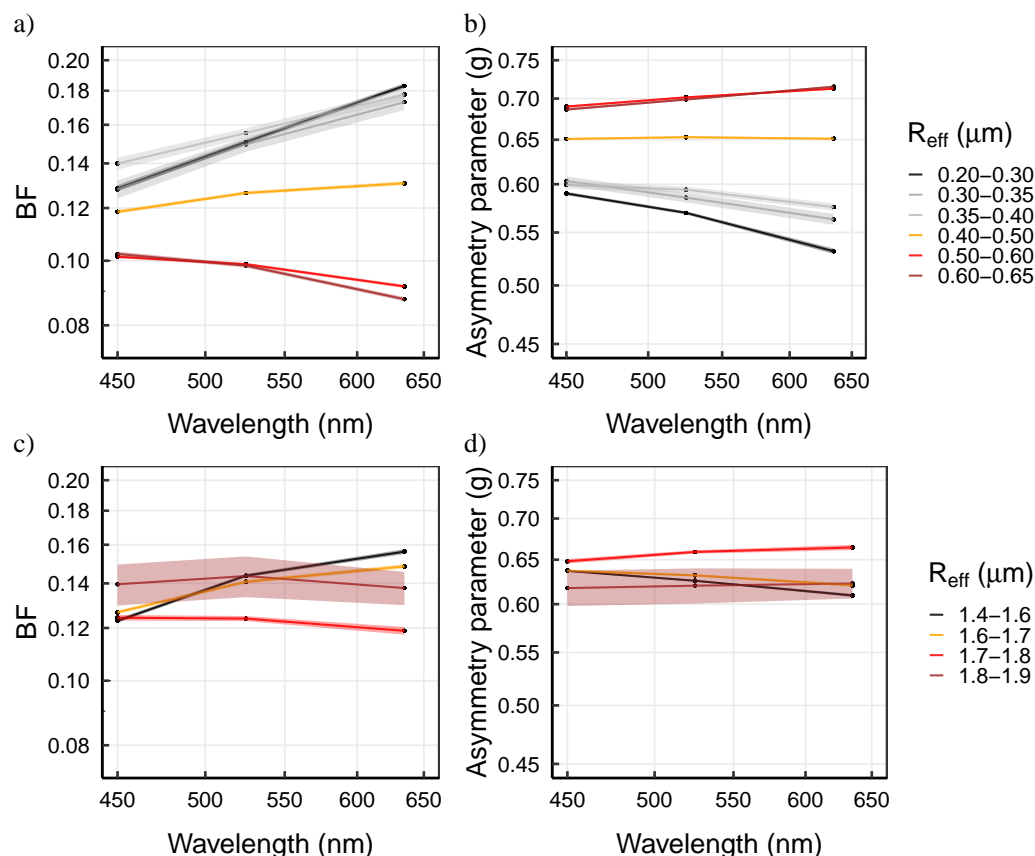 a)
0.20
0.18
0.16
0.14
0.12
0.10
0.08
BF
450 500 550 600 650
Wavelength (nm)
b)
0.75
0.70
0.65
0.60
0.55
0.50
0.45
Asymmetry parameter (g)
450 500 550 600 650
Wavelength (nm)
R_eff (μm)
0.20−0.30
0.30−0.35
0.35−0.40
0.40−0.50
0.50−0.60
0.60−0.65
c)
0.20
0.18
0.16
0.14
0.12
0.10
0.08
BF
450 500 550 600 650
Wavelength (nm)
d)
0.75
0.70
0.65
0.60
0.55
0.50
0.45
Asymmetry parameter (g)
450 500 550 600 650
Wavelength (nm)
R_eff (μm)
1.4−1.6
1.6−1.7
1.7−1.8
1.8−1.9